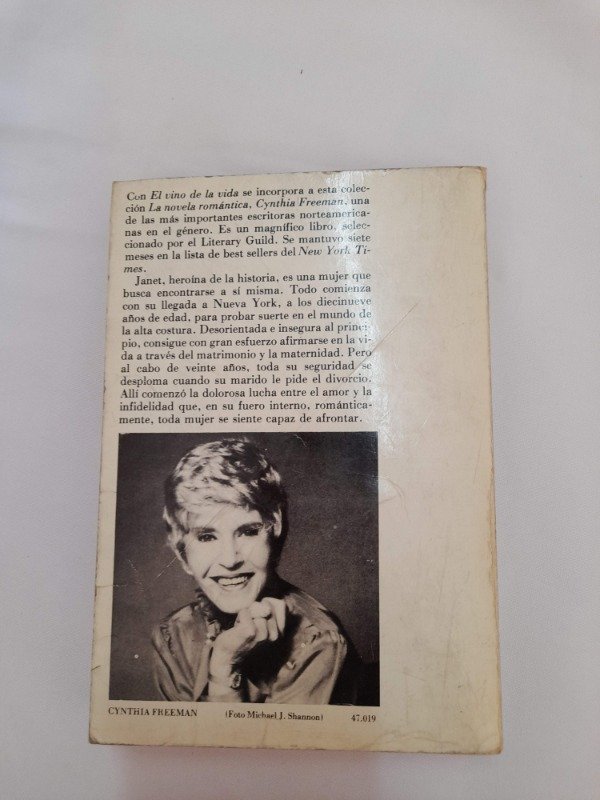 Con El vino de la vida se incorpora a esta colec-
ción La novela romántica, Cynthia Freeman, una
de las más importantes escritoras norteamerica-
nas en el género. Es un magnífico libro, selec-
cionado por el Literary Guild. Se mantuvo siete
meses en la lista de best sellers del New York Ti-
mes.
Janet, heroína de la historia, es una mujer que
busca encontrarse a sí misma. Todo comienza
con su llegada a Nueva York, a los diecinueve
años de edad, para probar suerte en el mundo de
la alta costura. Desorientada e insegura al princi-
pio, consigue con gran esfuerzo afirmarse en la vi-
da a través del matrimonio y la maternidad. Pero
al cabo de veinte años, toda su seguridad se
desploma cuando su marido le pide el divorcio.
Allí comenzó la dolorosa lucha entre el amor y la
infidelidad que, en su fuero interno, romántica-
mente, toda mujer se siente capaz de afrontar.
CYNTHIA FREEMAN (Foto Michael J. Shannon) 47.019